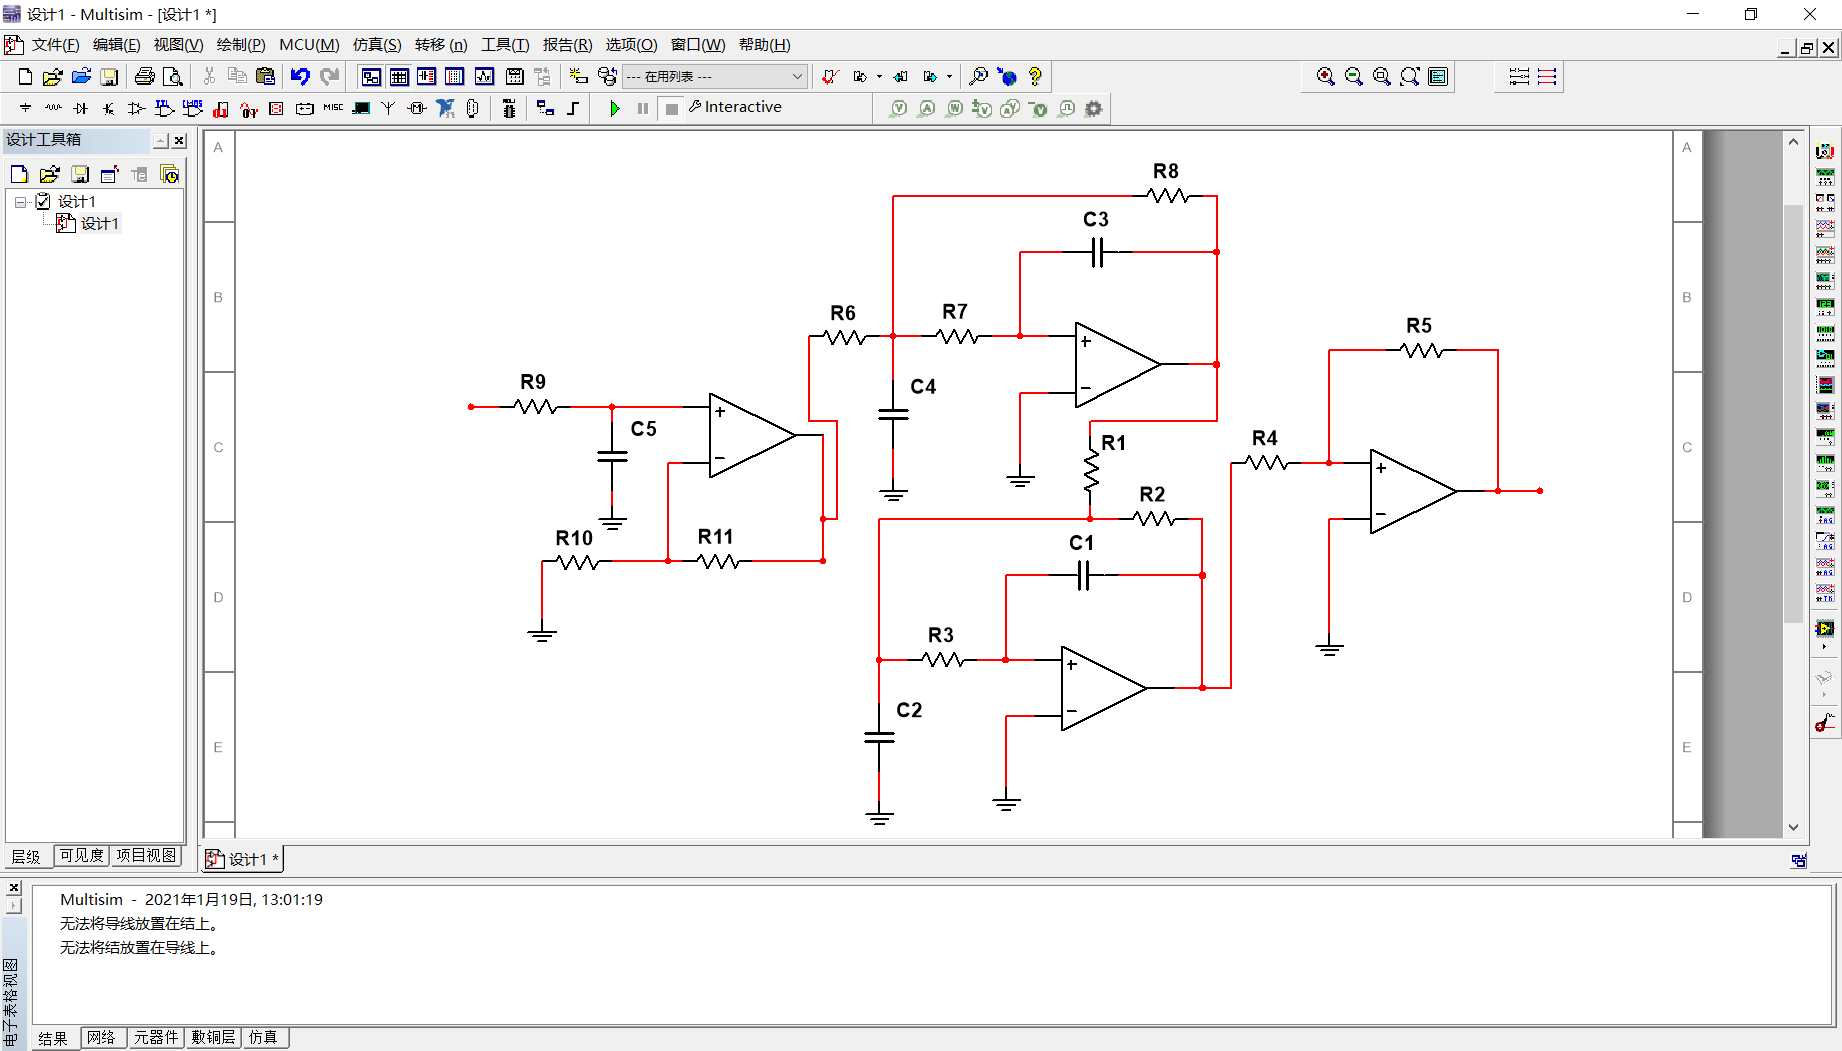 设计1 - Multisim - [设计1 *]
文件(F) 编辑(E) 视图(V) 绘制(P) MCU(M) 仿真(S) 转移 (n) 工具(T) 报告(R) 选项(O) 窗口(W) 帮助(H)
--- 在用列表 ---
MISC Interactive
设计工具箱
设计1
设计1
A A
B B
C C
D D
E E
R8
C3
R6 R7
R5
R9 C4
C5 R1 R4
R2
R10 R11 C1
R3
C2
+ −
+ −
+ −
+ −
层级 可见度 项目视图
设计1 *
Multisim - 2021年1月19日, 13:01:19
无法将导线放置在结上。
无法将结放置在导线上。
电子表格视图
结果 网络 元器件 敷铜层 仿真